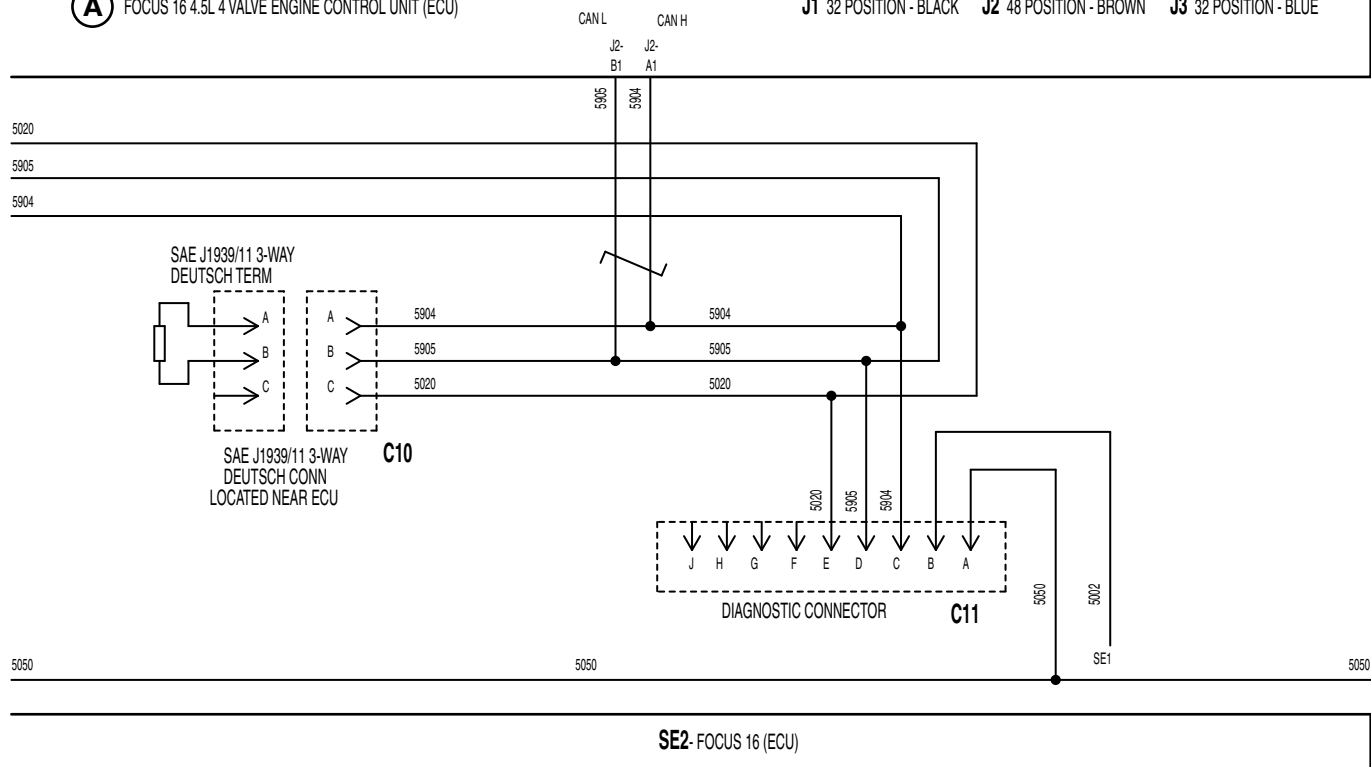 A FOCUS 16 4.5L 4 VALVE ENGINE CONTROL UNIT (ECU)
J1 32 POSITION - BLACK J2 48 POSITION - BROWN J3 32 POSITION - BLUE
CAN L CAN H
J2- J2-
B1 A1
5905 5904
5020
5905
5904
SAE J1939/11 3-WAY
DEUTSCH TERM
A A 5904 5904
B B 5905 5905
C C 5020 5020
SAE J1939/11 3-WAY
DEUTSCH CONN
LOCATED NEAR ECU
C10
5020 5905 5904
J H G F E D C B A
DIAGNOSTIC CONNECTOR C11
5050 5002
SE1
5050 5050 5050
SE2- FOCUS 16 (ECU)